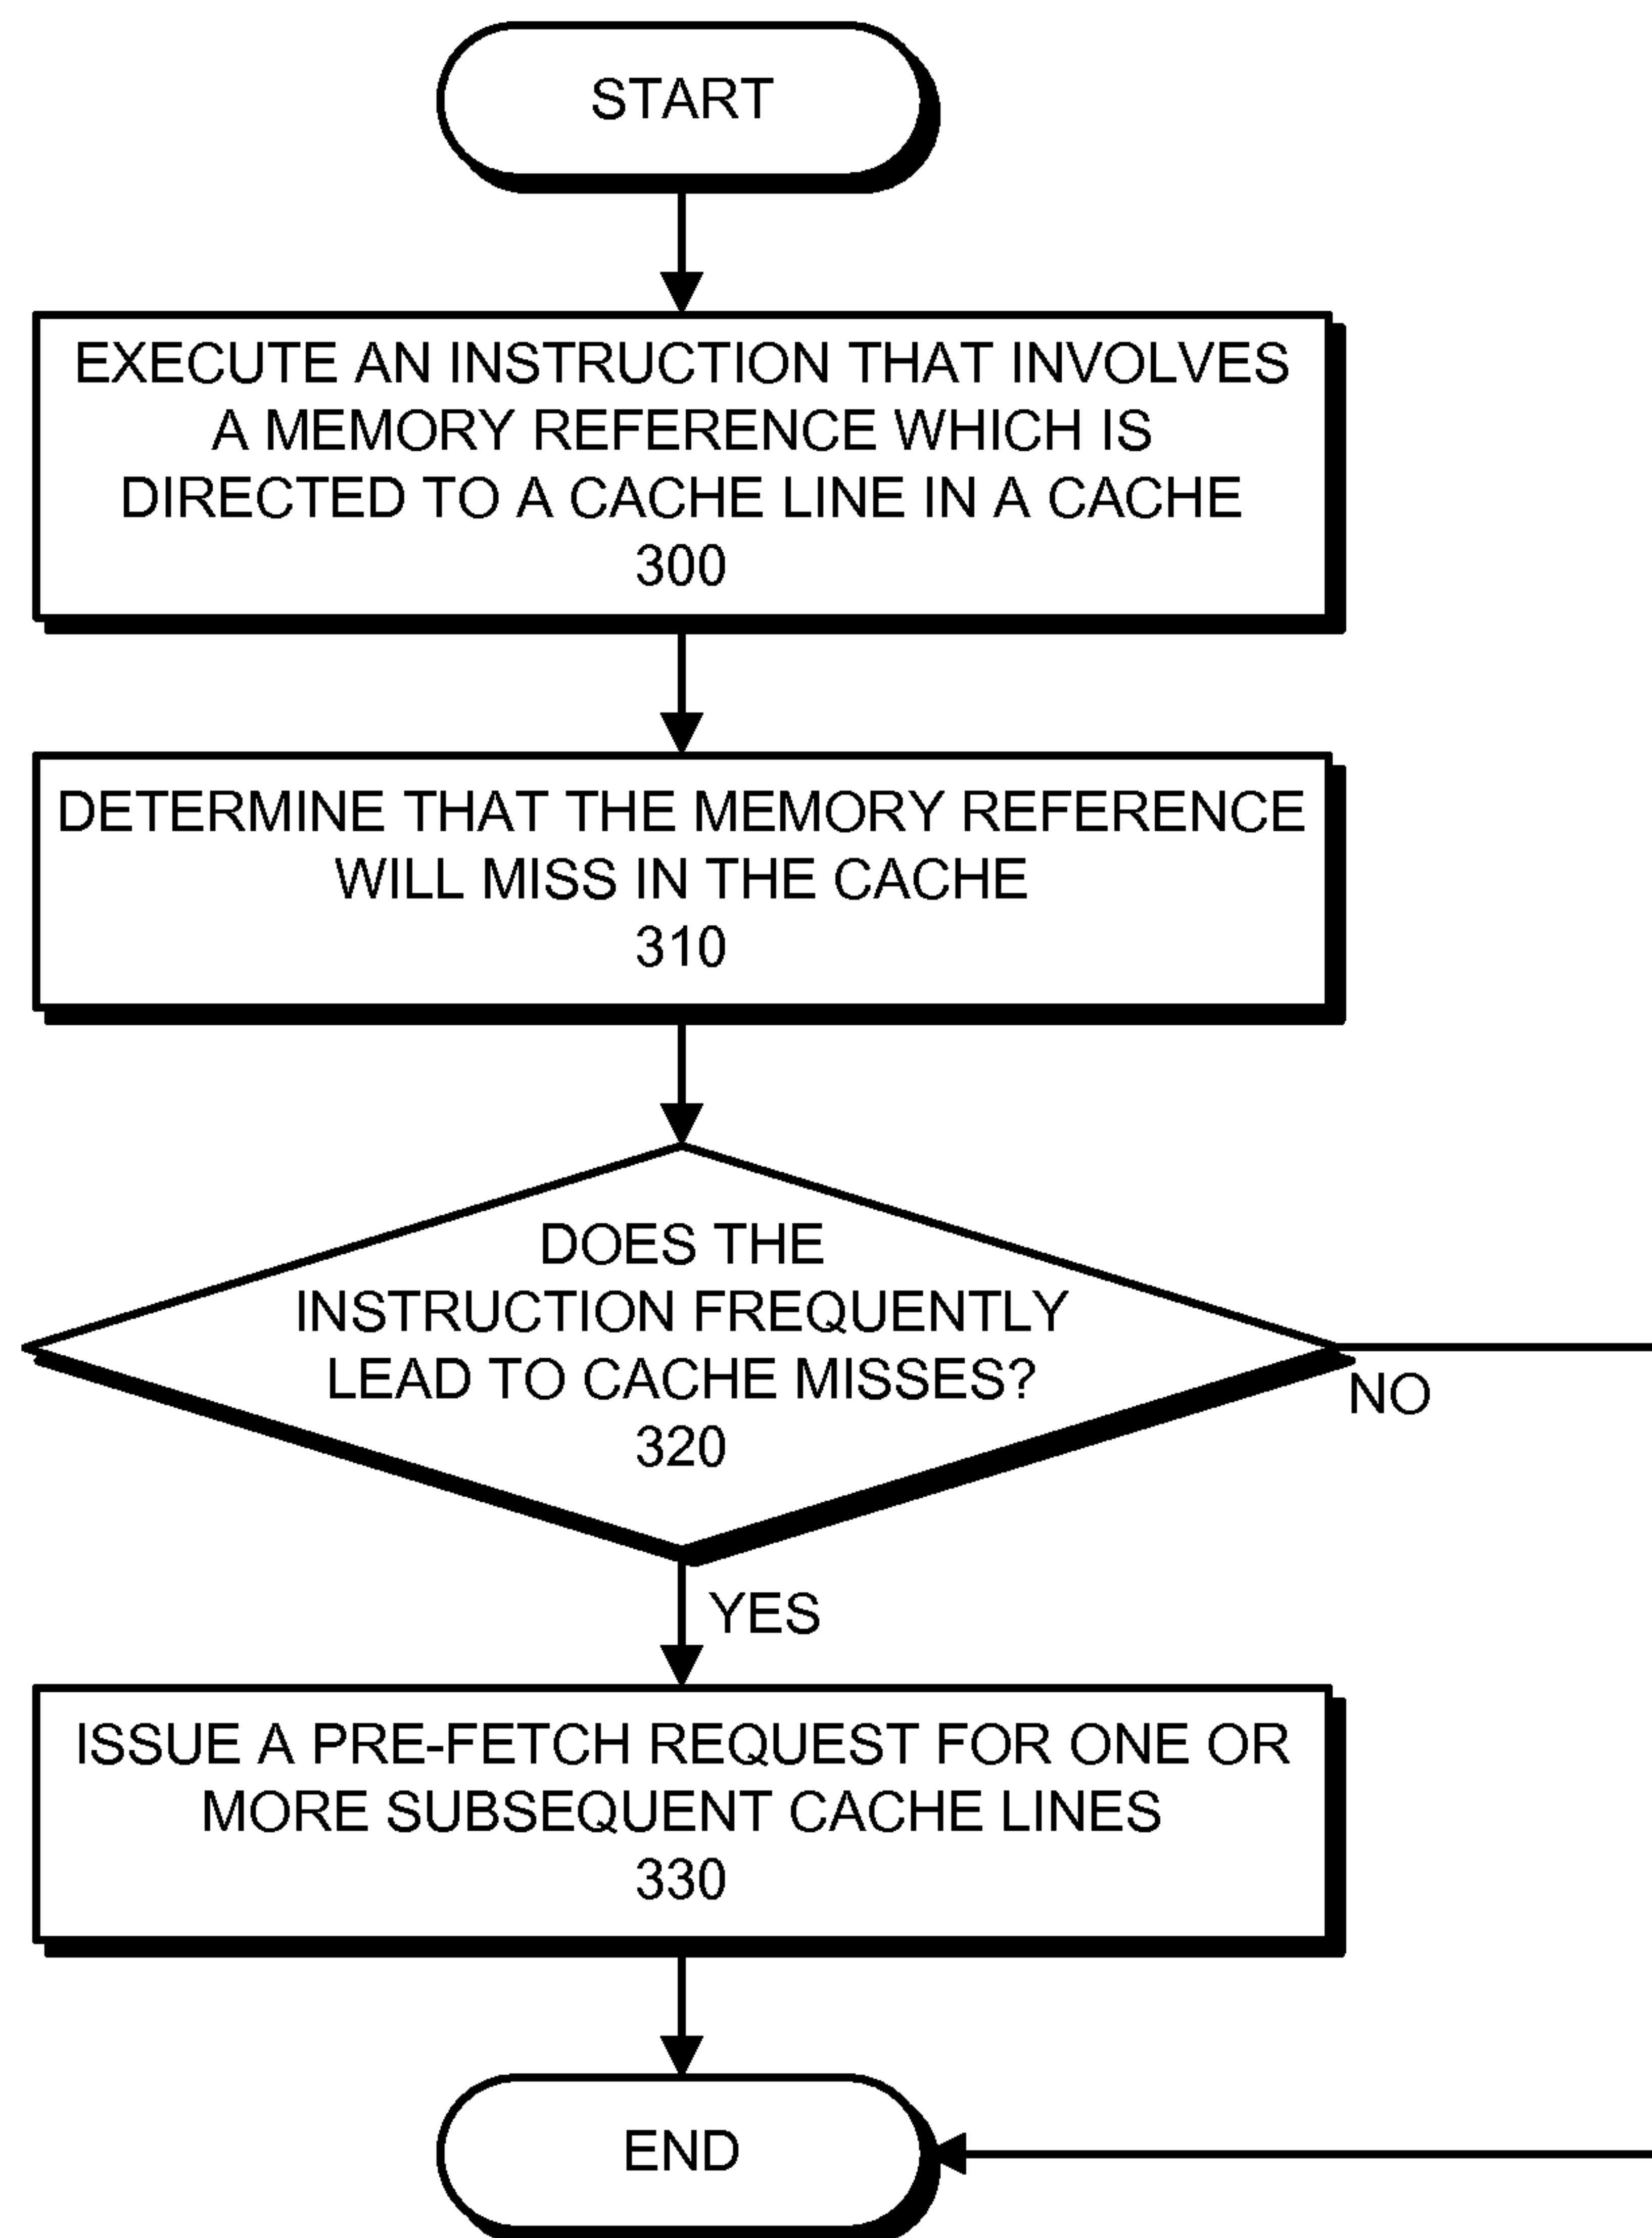 START
EXECUTE AN INSTRUCTION THAT INVOLVES
A MEMORY REFERENCE WHICH IS
DIRECTED TO A CACHE LINE IN A CACHE
300
DETERMINE THAT THE MEMORY REFERENCE
WILL MISS IN THE CACHE
310
DOES THE
INSTRUCTION FREQUENTLY
LEAD TO CACHE MISSES?
320
NO
YES
ISSUE A PRE-FETCH REQUEST FOR ONE OR
MORE SUBSEQUENT CACHE LINES
330
END